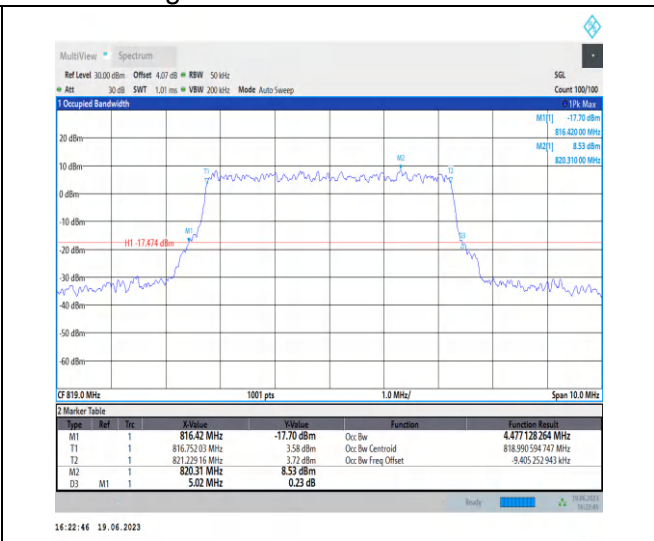 MultiView Spectrum
Ref Level 30.00 dBm Offset 4.07 dB RBW 50 kHz SGL
Att 30 dB SWT 1.01 ms VBW 200 kHz Mode Auto Sweep Count 100/100
1 Occupied Bandwidth 1Pk Max
M1[1] -17.70 dBm
816.420 00 MHz
M2[1] 8.53 dBm
820.310 00 MHz
20 dBm
M2
10 dBm
T1 T2
0 dBm
-10 dBm
M1 D3
H1 -17.474 dBm
-20 dBm
-30 dBm
-40 dBm
-50 dBm
-60 dBm
CF 819.0 MHz 1001 pts 1.0 MHz/ Span 10.0 MHz
2 Marker Table
Type Ref Trc X-Value Y-Value Function Function Result
M1 1 816.42 MHz -17.70 dBm Occ Bw 4.477 128 264 MHz
T1 1 816.752 03 MHz 3.58 dBm Occ Bw Centroid 818.990 594 747 MHz
T2 1 821.229 16 MHz 3.72 dBm Occ Bw Freq Offset -9.405 252 943 kHz
M2 1 820.31 MHz 8.53 dBm
D3 M1 1 5.02 MHz 0.23 dB
Ready 19.06.2023
16:22:45
16:22:46 19.06.2023